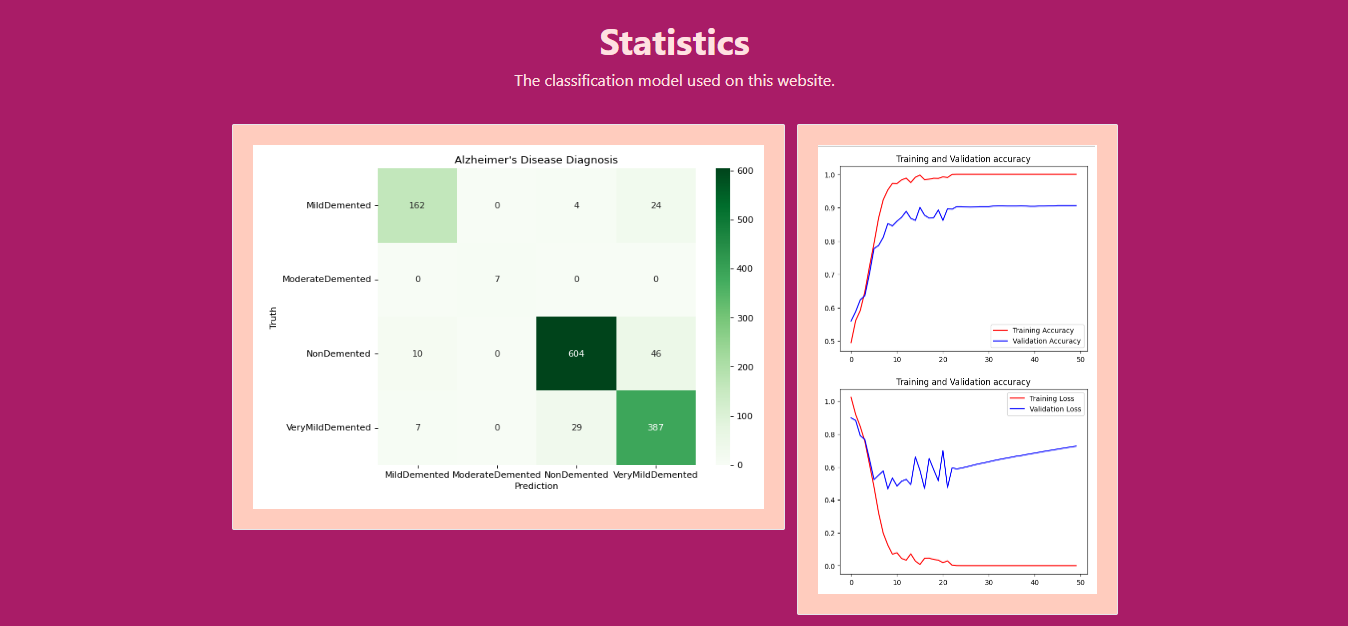 Statistics
The classification model used on this website.
Alzheimer's Disease Diagnosis
Truth
MildDemented
162 0 4 24
ModerateDemented
0 7 0 0
NonDemented
10 0 604 46
VeryMildDemented
7 0 29 387
MildDemented ModerateDemented NonDemented VeryMildDemented
Prediction
600
500
400
300
200
100
0
Training and Validation accuracy
1.0
0.9
0.8
0.7
0.6
0.5
Training Accuracy
Validation Accuracy
0 10 20 30 40 50
Training and Validation accuracy
1.0
0.8
0.6
0.4
0.2
0.0
Training Loss
Validation Loss
0 10 20 30 40 50